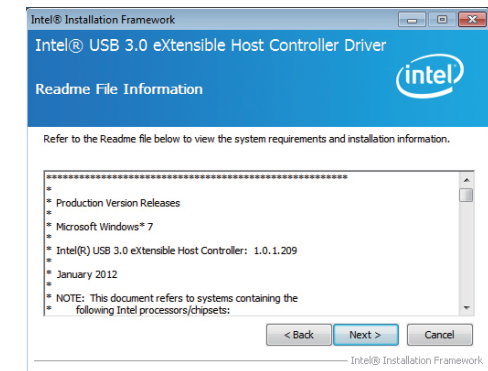 Intel® Installation Framework
Intel® USB 3.0 eXtensible Host Controller Driver
intel
Readme File Information
Refer to the Readme file below to view the system requirements and installation information.
******************************************************
*
* Production Version Releases
*
* Microsoft Windows* 7
*
* Intel(R) USB 3.0 eXtensible Host Controller: 1.0.1.209
*
* January 2012
*
* NOTE: This document refers to systems containing the
* following Intel processors/chipsets:
< Back Next > Cancel
Intel® Installation Framework